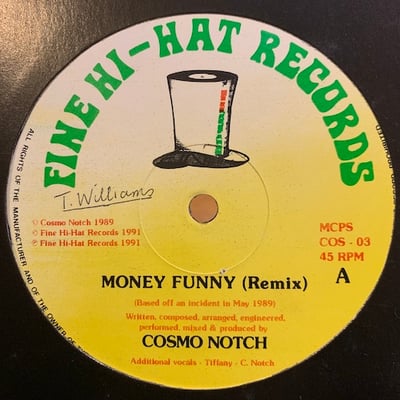 FINE HI-HAT RECORDS
T. Williams
© Cosmo Notch 1989
© Fine Hi-Hat Records 1991
℗ Fine Hi-Hat Records 1991
MCPS
COS - 03
45 RPM
A
MONEY FUNNY (Remix)
(Based off an incident in May 1989)
Written, composed, arranged, engineered,
performed, mixed & produced by
COSMO NOTCH
Additional vocals - Tiffany - C. Notch
ALL RIGHTS OF THE MANUFACTURER AND OF THE OWNER OF